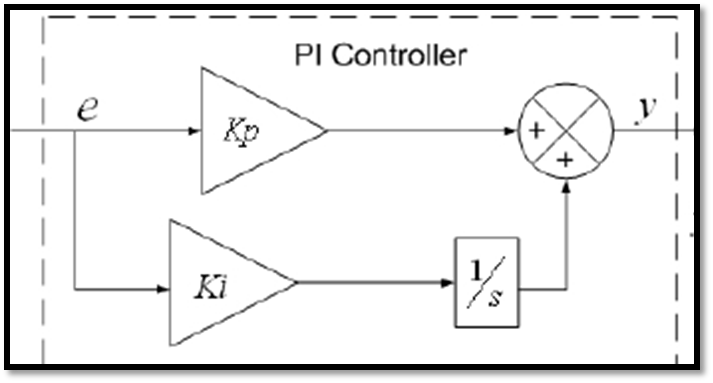 PI Controller
e
Kp
+
+
y
Ki
1/s